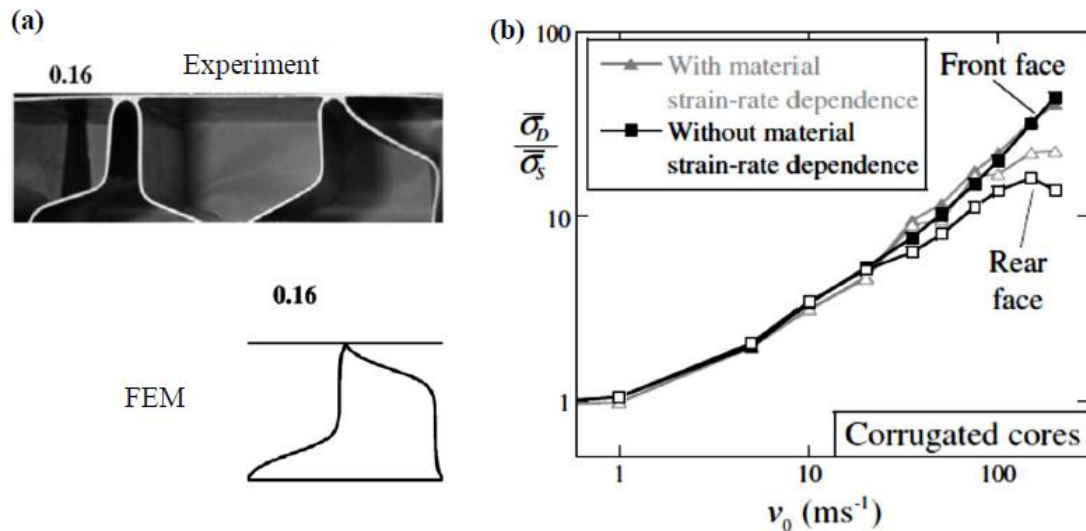 (a)
Experiment
0.16
0.16
FEM
(b)
100
10
1
σ̅_D
σ̅_S
With material
strain-rate dependence
Without material
strain-rate dependence
Front face
Rear
face
Corrugated cores
1
10
100
v₀ (ms⁻¹)